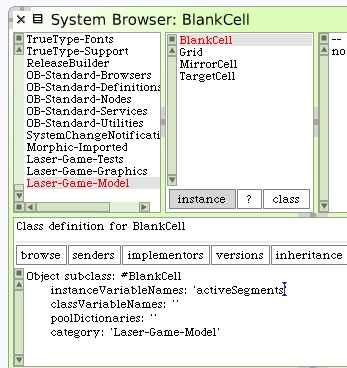 System Browser: BlankCell
TrueType-Fonts
TrueType-Support
ReleaseBuilder
OB-Standard-Browsers
OB-Standard-Definitions
OB-Standard-Nodes
OB-Standard-Services
OB-Standard-Utilities
SystemChangeNotificati
Morphic-Imported
Laser-Game-Tests
Laser-Game-Graphics
Laser-Game-Model
BlankCell
Grid
MirrorCell
TargetCell
instance ? class
--
no
Class definition for BlankCell
browse senders implementors versions inheritance
Object subclass: #BlankCell
instanceVariableNames: 'activeSegments'
classVariableNames: ''
poolDictionaries: ''
category: 'Laser-Game-Model'